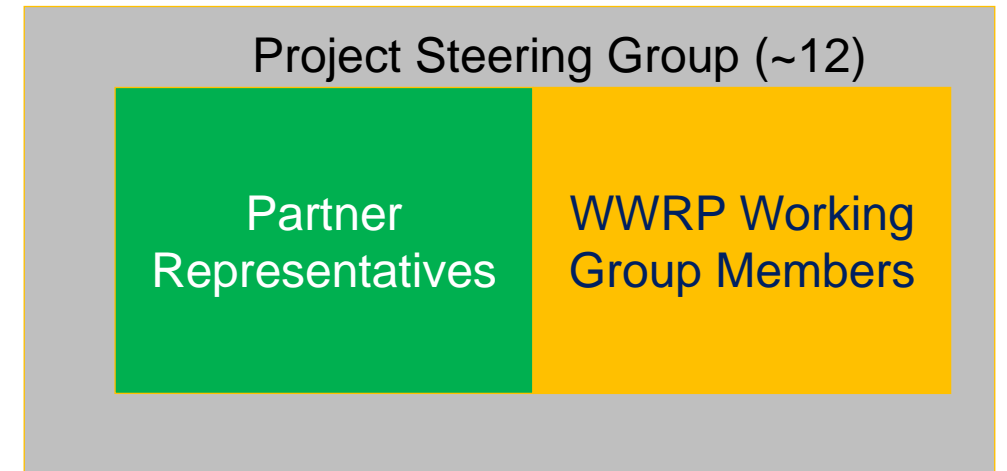 Project Steering Group (~12)
Partner
Representatives
WWRP Working
Group Members